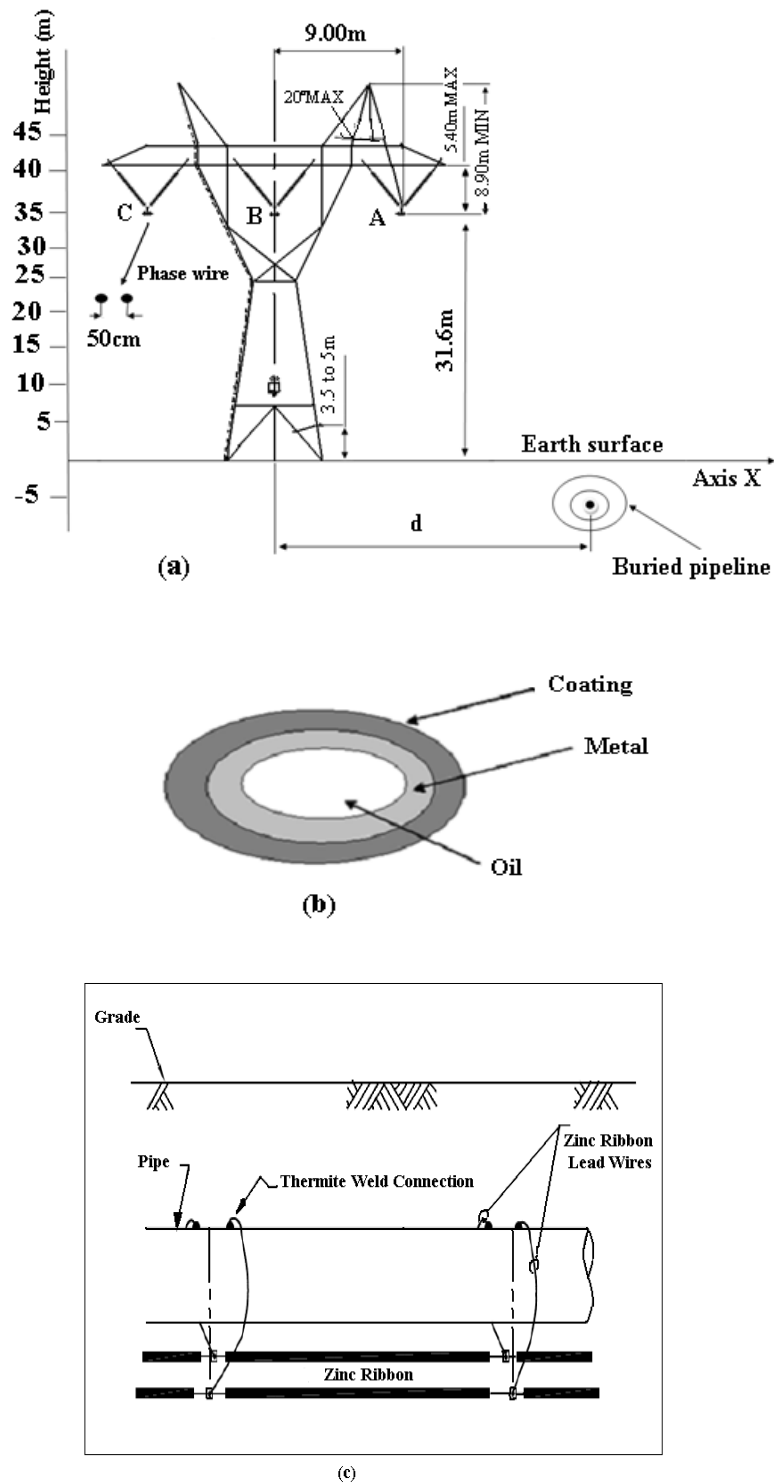 Height (m)
9.00m
20°MAX
5.40m MAX
8.90m MIN
45
40
35
30
25
20
15
10
5
-5
C
B
A
Phase wire
50cm
31.6m
3.5 to 5m
Earth surface
Axis X
d
Buried pipeline
(a)
Coating
Metal
Oil
(b)
Grade
Pipe
Thermite Weld Connection
Zinc Ribbon
Lead Wires
Zinc Ribbon
(c)